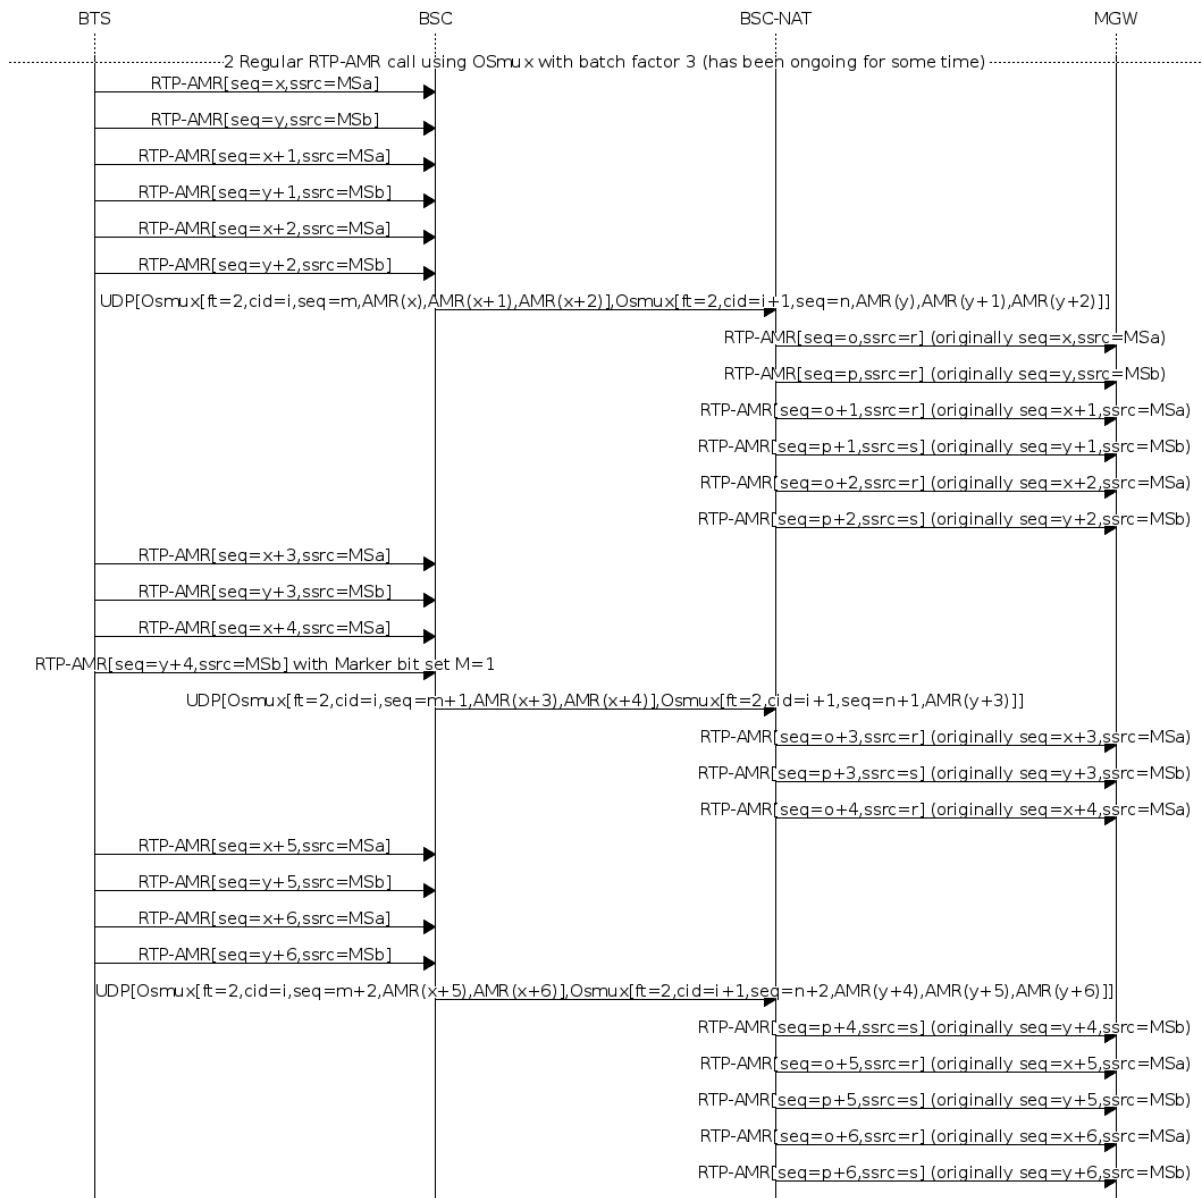 BTS BSC BSC-NAT MGW
2 Regular RTP-AMR call using OSmux with batch factor 3 (has been ongoing for some time)
RTP-AMR[seq=x,ssrc=MSa]
RTP-AMR[seq=y,ssrc=MSb]
RTP-AMR[seq=x+1,ssrc=MSa]
RTP-AMR[seq=y+1,ssrc=MSb]
RTP-AMR[seq=x+2,ssrc=MSa]
RTP-AMR[seq=y+2,ssrc=MSb]
UDP[Osmux[ft=2,cid=i,seq=m,AMR(x),AMR(x+1),AMR(x+2)],Osmux[ft=2,cid=i+1,seq=n,AMR(y),AMR(y+1),AMR(y+2)]]
RTP-AMR[seq=o,ssrc=r] (originally seq=x,ssrc=MSa)
RTP-AMR[seq=p,ssrc=r] (originally seq=y,ssrc=MSb)
RTP-AMR[seq=o+1,ssrc=r] (originally seq=x+1,ssrc=MSa)
RTP-AMR[seq=p+1,ssrc=s] (originally seq=y+1,ssrc=MSb)
RTP-AMR[seq=o+2,ssrc=r] (originally seq=x+2,ssrc=MSa)
RTP-AMR[seq=p+2,ssrc=s] (originally seq=y+2,ssrc=MSb)
RTP-AMR[seq=x+3,ssrc=MSa]
RTP-AMR[seq=y+3,ssrc=MSb]
RTP-AMR[seq=x+4,ssrc=MSa]
RTP-AMR[seq=y+4,ssrc=MSb] with Marker bit set M=1
UDP[Osmux[ft=2,cid=i,seq=m+1,AMR(x+3),AMR(x+4)],Osmux[ft=2,cid=i+1,seq=n+1,AMR(y+3)]]
RTP-AMR[seq=o+3,ssrc=r] (originally seq=x+3,ssrc=MSa)
RTP-AMR[seq=p+3,ssrc=s] (originally seq=y+3,ssrc=MSb)
RTP-AMR[seq=o+4,ssrc=r] (originally seq=x+4,ssrc=MSa)
RTP-AMR[seq=x+5,ssrc=MSa]
RTP-AMR[seq=y+5,ssrc=MSb]
RTP-AMR[seq=x+6,ssrc=MSa]
RTP-AMR[seq=y+6,ssrc=MSb]
UDP[Osmux[ft=2,cid=i,seq=m+2,AMR(x+5),AMR(x+6)],Osmux[ft=2,cid=i+1,seq=n+2,AMR(y+4),AMR(y+5),AMR(y+6)]]
RTP-AMR[seq=p+4,ssrc=s] (originally seq=y+4,ssrc=MSb)
RTP-AMR[seq=o+5,ssrc=r] (originally seq=x+5,ssrc=MSa)
RTP-AMR[seq=p+5,ssrc=s] (originally seq=y+5,ssrc=MSb)
RTP-AMR[seq=o+6,ssrc=r] (originally seq=x+6,ssrc=MSa)
RTP-AMR[seq=p+6,ssrc=s] (originally seq=y+6,ssrc=MSb)